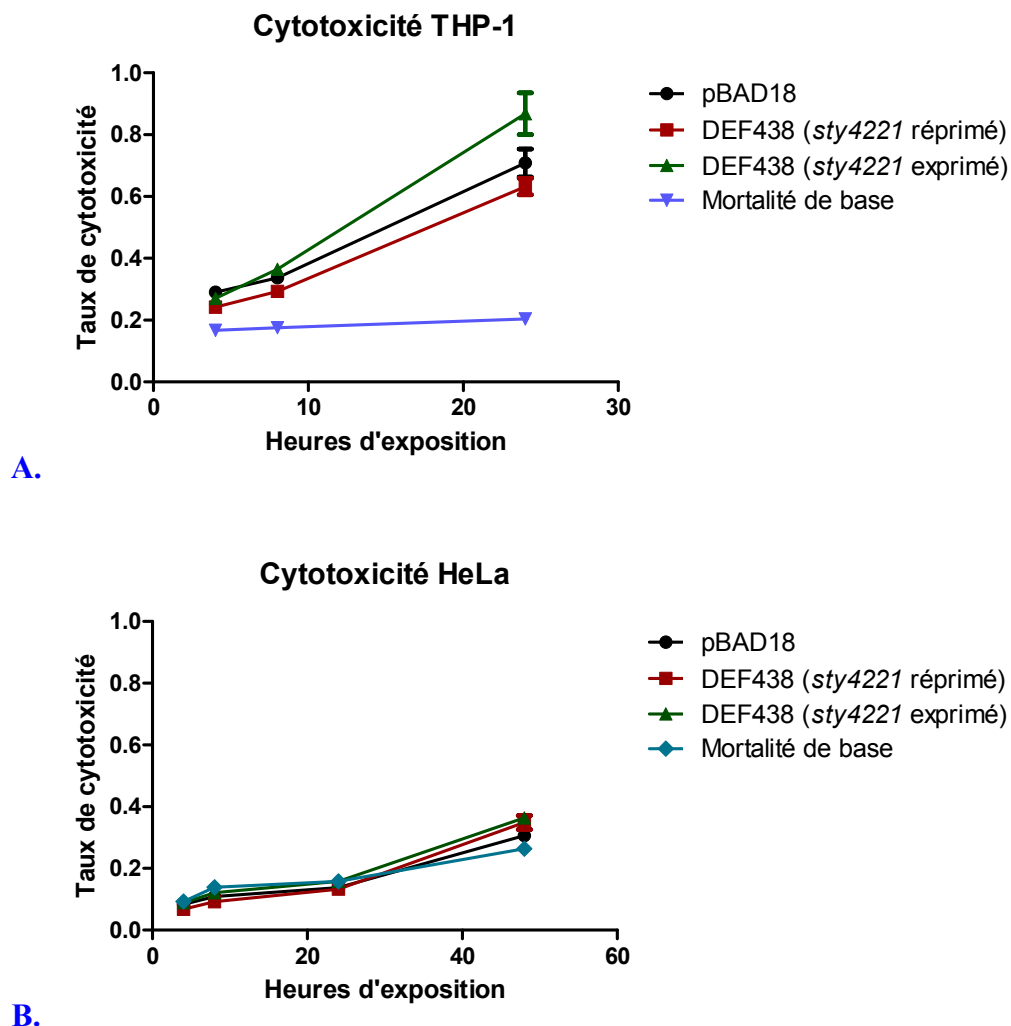 Cytotoxicité THP-1
1.0
0.8
0.6
0.4
0.2
0.0
Taux de cytotoxicité
0 10 20 30
Heures d'exposition
pBAD18
DEF438 (sty4221 réprimé)
DEF438 (sty4221 exprimé)
Mortalité de base
A.
Cytotoxicité HeLa
1.0
0.8
0.6
0.4
0.2
0.0
Taux de cytotoxicité
0 20 40 60
Heures d'exposition
pBAD18
DEF438 (sty4221 réprimé)
DEF438 (sty4221 exprimé)
Mortalité de base
B.